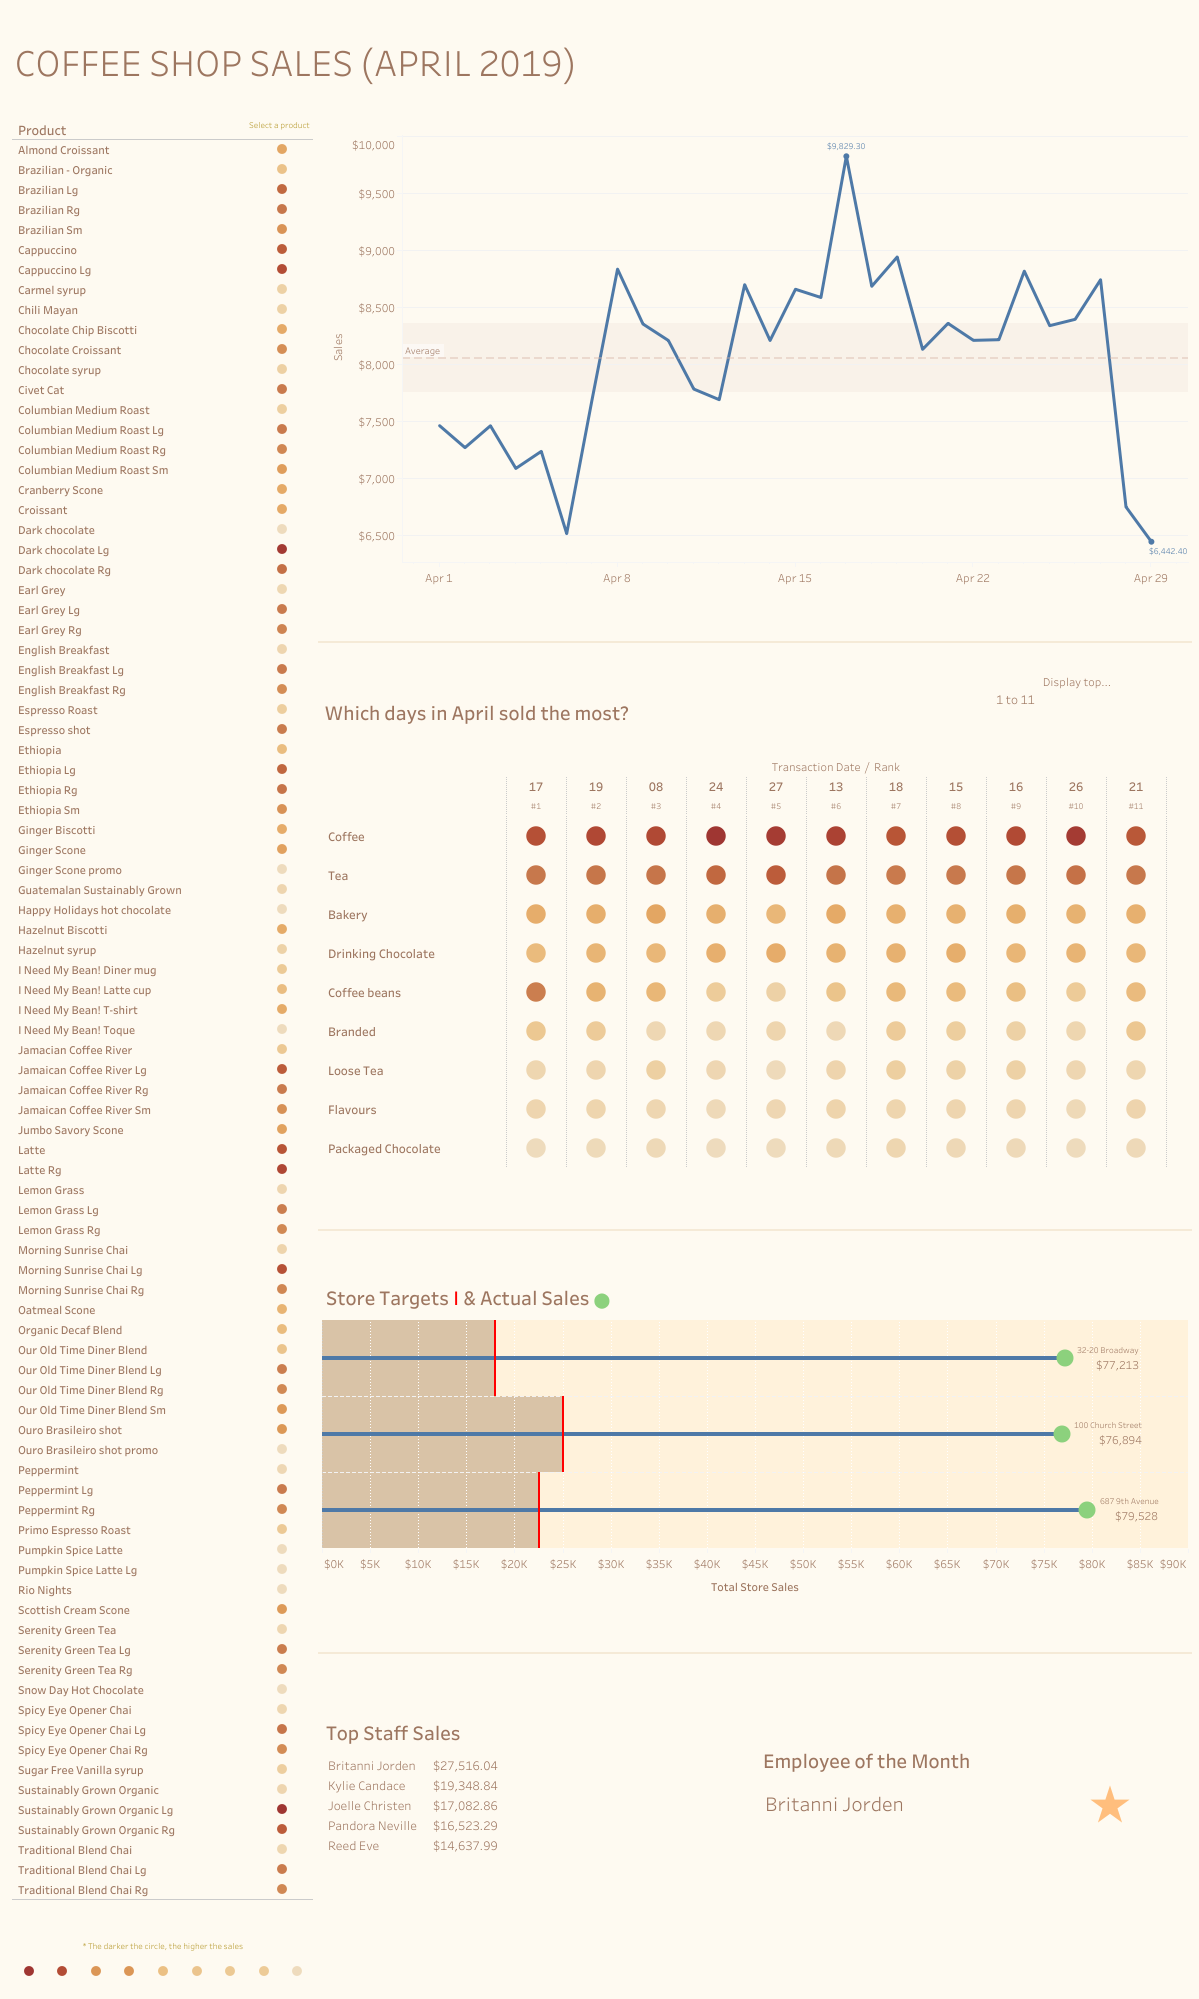 COFFEE SHOP SALES (APRIL 2019)
Product
Select a product
Almond Croissant
Brazilian - Organic
Brazilian Lg
Brazilian Rg
Brazilian Sm
Cappuccino
Cappuccino Lg
Carmel syrup
Chili Mayan
Chocolate Chip Biscotti
Chocolate Croissant
Chocolate syrup
Civet Cat
Columbian Medium Roast
Columbian Medium Roast Lg
Columbian Medium Roast Rg
Columbian Medium Roast Sm
Cranberry Scone
Croissant
Dark chocolate
Dark chocolate Lg
Dark chocolate Rg
Earl Grey
Earl Grey Lg
Earl Grey Rg
English Breakfast
English Breakfast Lg
English Breakfast Rg
Espresso Roast
Espresso shot
Ethiopia
Ethiopia Lg
Ethiopia Rg
Ethiopia Sm
Ginger Biscotti
Ginger Scone
Ginger Scone promo
Guatemalan Sustainably Grown
Happy Holidays hot chocolate
Hazelnut Biscotti
Hazelnut syrup
I Need My Bean! Diner mug
I Need My Bean! Latte cup
I Need My Bean! T-shirt
I Need My Bean! Toque
Jamacian Coffee River
Jamaican Coffee River Lg
Jamaican Coffee River Rg
Jamaican Coffee River Sm
Jumbo Savory Scone
Latte
Latte Rg
Lemon Grass
Lemon Grass Lg
Lemon Grass Rg
Morning Sunrise Chai
Morning Sunrise Chai Lg
Morning Sunrise Chai Rg
Oatmeal Scone
Organic Decaf Blend
Our Old Time Diner Blend
Our Old Time Diner Blend Lg
Our Old Time Diner Blend Rg
Our Old Time Diner Blend Sm
Ouro Brasileiro shot
Ouro Brasileiro shot promo
Peppermint
Peppermint Lg
Peppermint Rg
Primo Espresso Roast
Pumpkin Spice Latte
Pumpkin Spice Latte Lg
Rio Nights
Scottish Cream Scone
Serenity Green Tea
Serenity Green Tea Lg
Serenity Green Tea Rg
Snow Day Hot Chocolate
Spicy Eye Opener Chai
Spicy Eye Opener Chai Lg
Spicy Eye Opener Chai Rg
Sugar Free Vanilla syrup
Sustainably Grown Organic
Sustainably Grown Organic Lg
Sustainably Grown Organic Rg
Traditional Blend Chai
Traditional Blend Chai Lg
Traditional Blend Chai Rg
* The darker the circle, the higher the sales
$10,000
$9,500
$9,000
$8,500
$8,000
$7,500
$7,000
$6,500
Sales
Average
$9,829.30
$6,442.40
Apr 1 Apr 8 Apr 15 Apr 22 Apr 29
Display top...
1 to 11
Which days in April sold the most?
Transaction Date / Rank
17 19 08 24 27 13 18 15 16 26 21
#1 #2 #3 #4 #5 #6 #7 #8 #9 #10 #11
Coffee
Tea
Bakery
Drinking Chocolate
Coffee beans
Branded
Loose Tea
Flavours
Packaged Chocolate
Store Targets I & Actual Sales
32-20 Broadway
$77,213
100 Church Street
$76,894
687 9th Avenue
$79,528
$0K $5K $10K $15K $20K $25K $30K $35K $40K $45K $50K $55K $60K $65K $70K $75K $80K $85K $90K
Total Store Sales
Top Staff Sales
Britanni Jorden $27,516.04
Kylie Candace $19,348.84
Joelle Christen $17,082.86
Pandora Neville $16,523.29
Reed Eve $14,637.99
Employee of the Month
Britanni Jorden